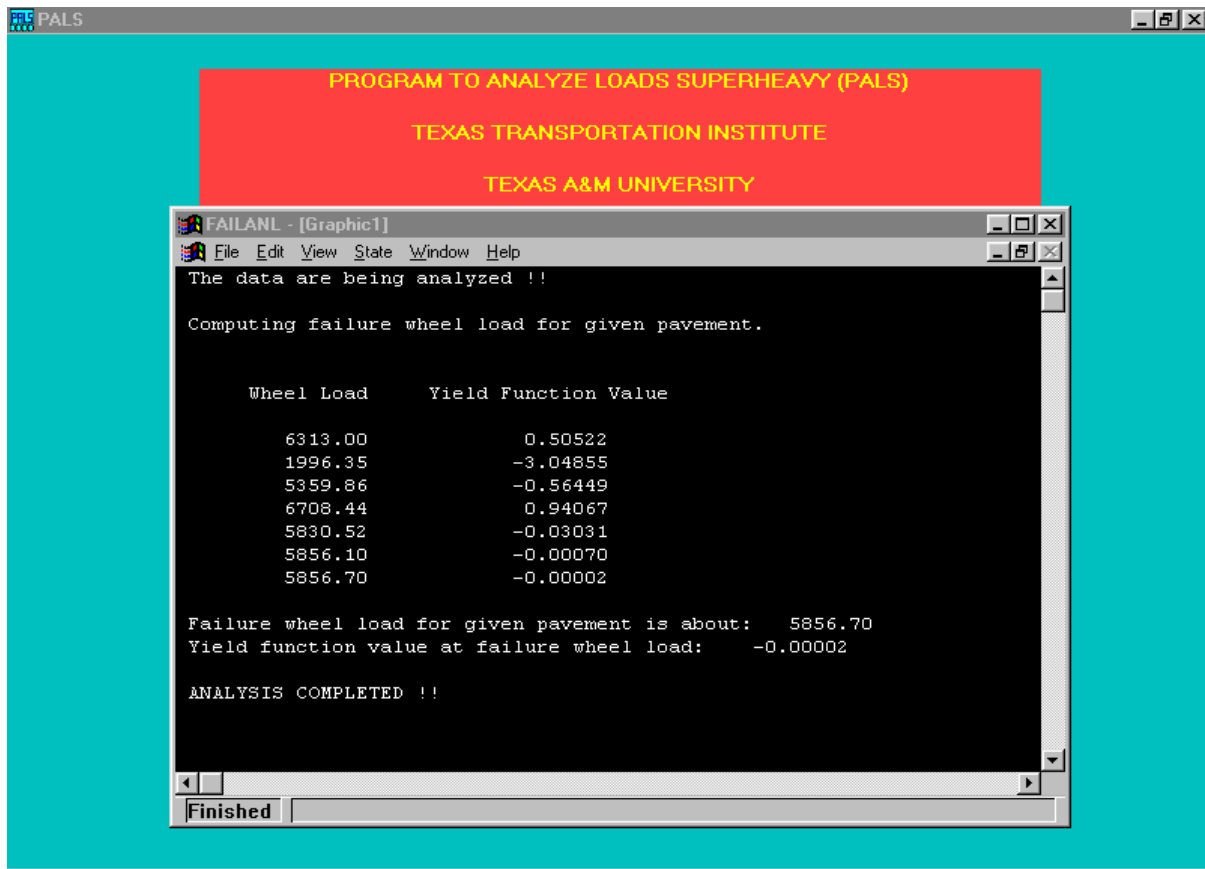 PALS
PROGRAM TO ANALYZE LOADS SUPERHEAVY (PALS)
TEXAS TRANSPORTATION INSTITUTE
TEXAS A&M UNIVERSITY
FAILANL - [Graphic1]
File Edit View State Window Help
The data are being analyzed !!
Computing failure wheel load for given pavement.
Wheel Load Yield Function Value
6313.00 0.50522
1996.35 -3.04855
5359.86 -0.56449
6708.44 0.94067
5830.52 -0.03031
5856.10 -0.00070
5856.70 -0.00002
Failure wheel load for given pavement is about: 5856.70
Yield function value at failure wheel load: -0.00002
ANALYSIS COMPLETED !!
Finished